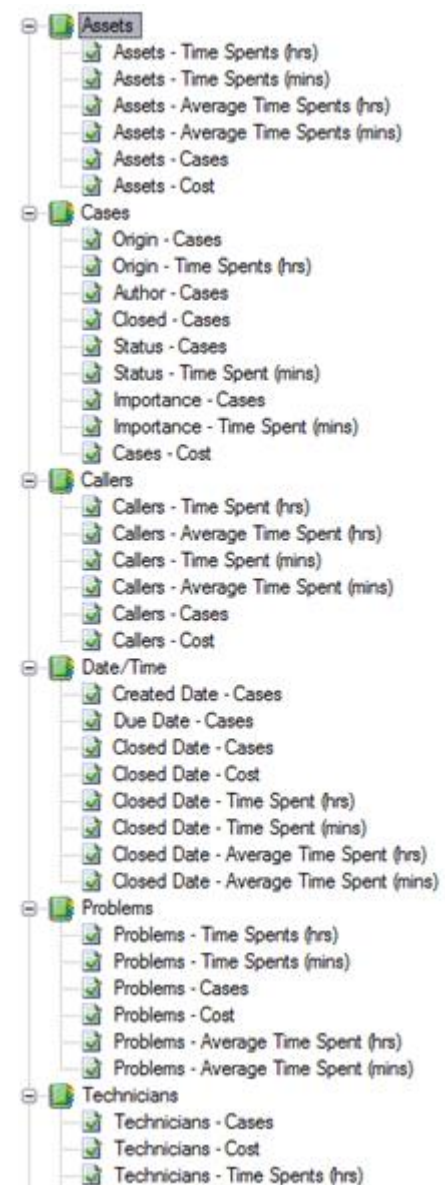 Assets
Assets - Time Spents (hrs)
Assets - Time Spents (mins)
Assets - Average Time Spents (hrs)
Assets - Average Time Spents (mins)
Assets - Cases
Assets - Cost
Cases
Origin - Cases
Origin - Time Spents (hrs)
Author - Cases
Closed - Cases
Status - Cases
Status - Time Spent (mins)
Importance - Cases
Importance - Time Spent (mins)
Cases - Cost
Callers
Callers - Time Spent (hrs)
Callers - Average Time Spent (hrs)
Callers - Time Spent (mins)
Callers - Average Time Spent (mins)
Callers - Cases
Callers - Cost
Date/Time
Created Date - Cases
Due Date - Cases
Closed Date - Cases
Closed Date - Cost
Closed Date - Time Spent (hrs)
Closed Date - Time Spent (mins)
Closed Date - Average Time Spent (hrs)
Closed Date - Average Time Spent (mins)
Problems
Problems - Time Spents (hrs)
Problems - Time Spents (mins)
Problems - Cases
Problems - Cost
Problems - Average Time Spent (hrs)
Problems - Average Time Spent (mins)
Technicians
Technicians - Cases
Technicians - Cost
Technicians - Time Spents (hrs)